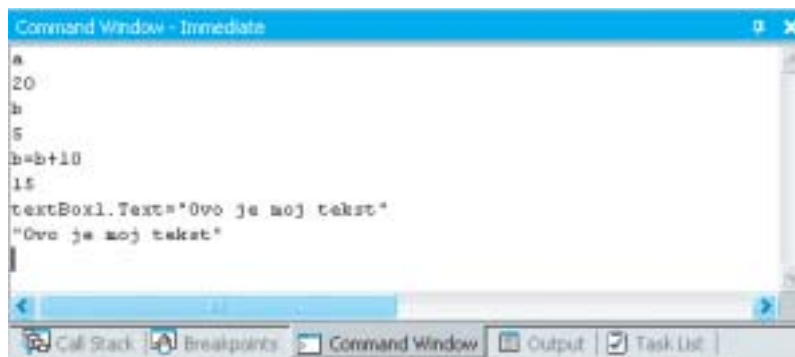 Command Window - Immediate
a
20
b
5
b=b+10
15
textBox1.Text="Ovo je moj tekst"
"Ovo je moj tekst"
Call Stack Breakpoints Command Window Output Task List